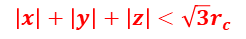 |x| + |y| + |z| < √3r_c